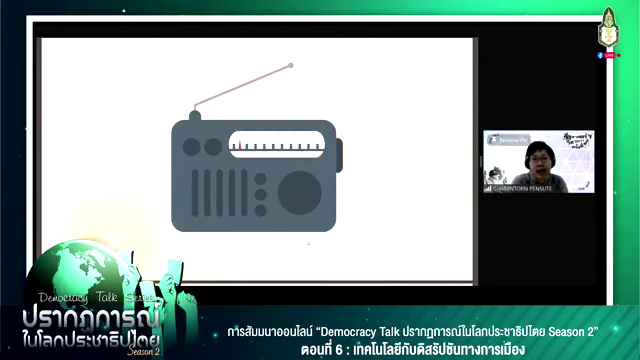 LIVE
CHAINTORN PENSUTE
Democracy Talk Series
ปรากฏการณ์
ในโลกประชาธิปไตย
Season 2
การสัมมนาออนไลน์ “Democracy Talk ปรากฏการณ์ในโลกประชาธิปไตย Season 2”
ตอนที่ 6 : เทคโนโลยีกับดิสรัปชันทางการเมือง